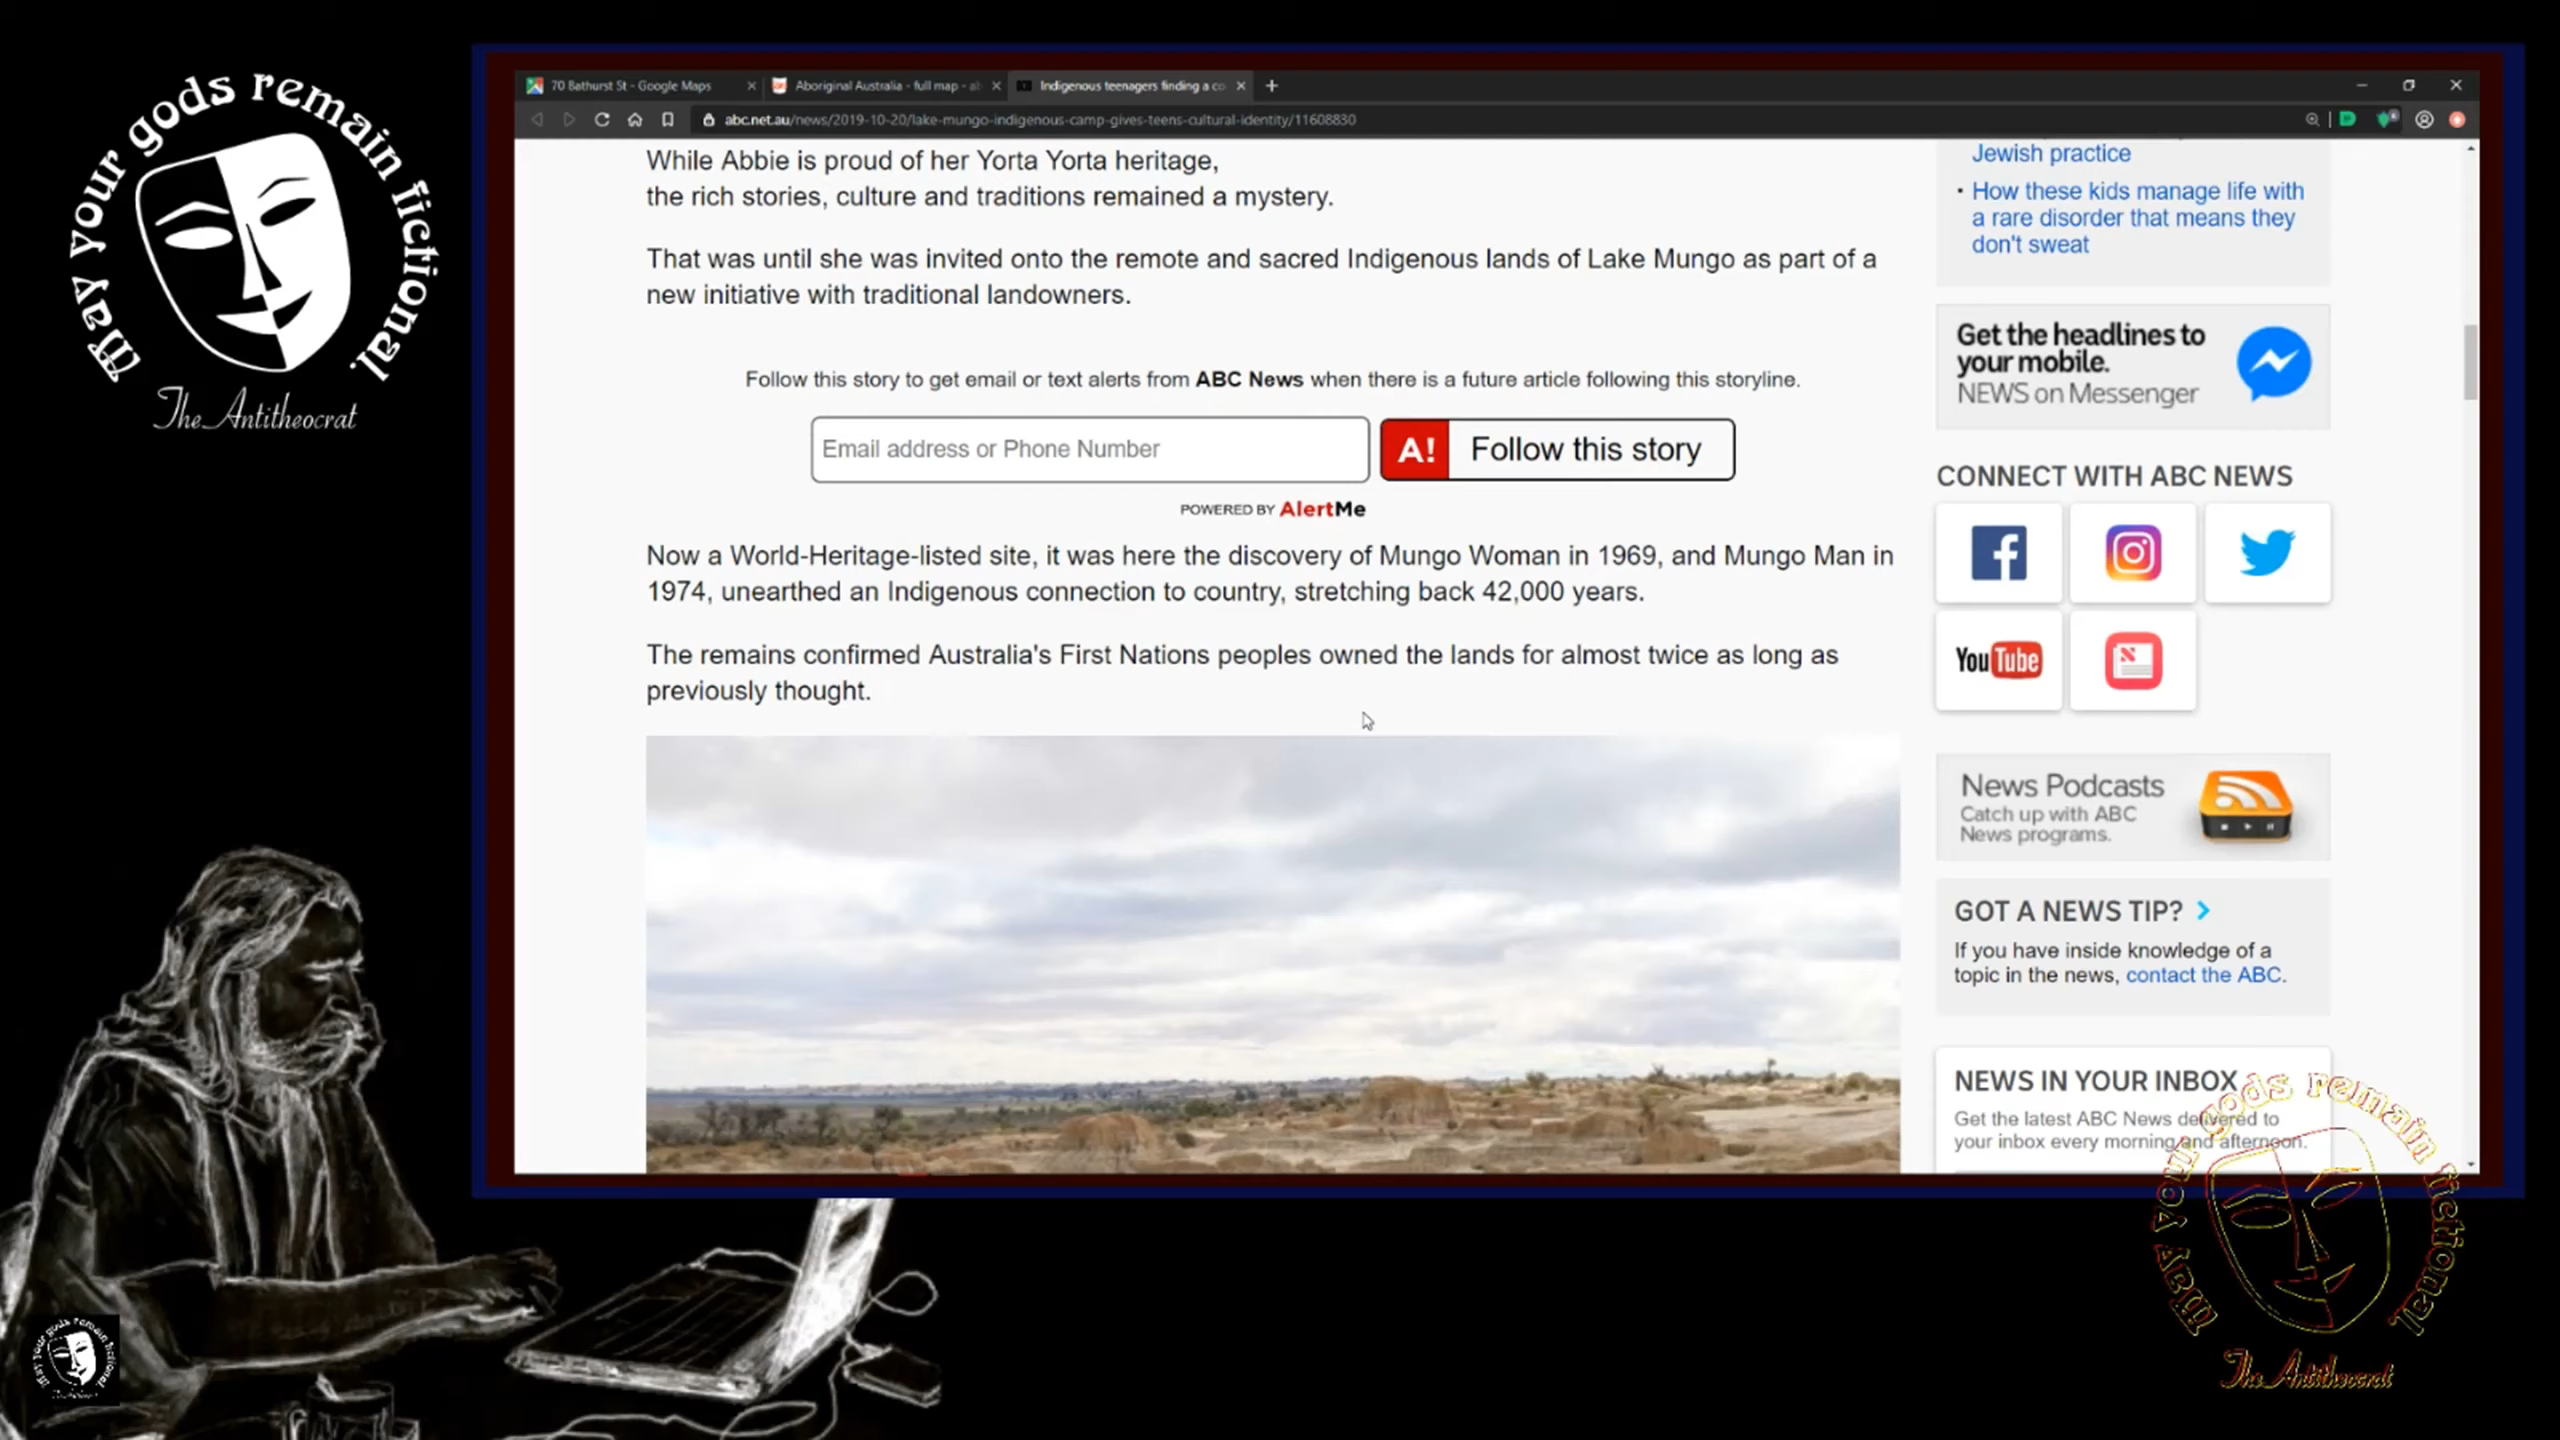 May your gods remain fictional.
The Antitheocrat
70 Bathurst St - Google Maps
Aboriginal Australia - full map - ab
Indigenous teenagers finding a co
abc.net.au/news/2019-10-20/lake-mungo-indigenous-camp-gives-teens-cultural-identity/11608830
While Abbie is proud of her Yorta Yorta heritage,
the rich stories, culture and traditions remained a mystery.
That was until she was invited onto the remote and sacred Indigenous lands of Lake Mungo as part of a
new initiative with traditional landowners.
Follow this story to get email or text alerts from ABC News when there is a future article following this storyline.
Email address or Phone Number
A! Follow this story
POWERED BY AlertMe
Now a World-Heritage-listed site, it was here the discovery of Mungo Woman in 1969, and Mungo Man in
1974, unearthed an Indigenous connection to country, stretching back 42,000 years.
The remains confirmed Australia's First Nations peoples owned the lands for almost twice as long as
previously thought.
Jewish practice
How these kids manage life with
a rare disorder that means they
don't sweat
Get the headlines to
your mobile.
NEWS on Messenger
CONNECT WITH ABC NEWS
YouTube
News Podcasts
Catch up with ABC
News programs.
GOT A NEWS TIP?
If you have inside knowledge of a
topic in the news, contact the ABC.
NEWS IN YOUR INBOX
Get the latest ABC News delivered to
your inbox every morning and afternoon.
May your gods remain fictional
The Antitheocrat
May your gods remain fictional
The Antitheocrat